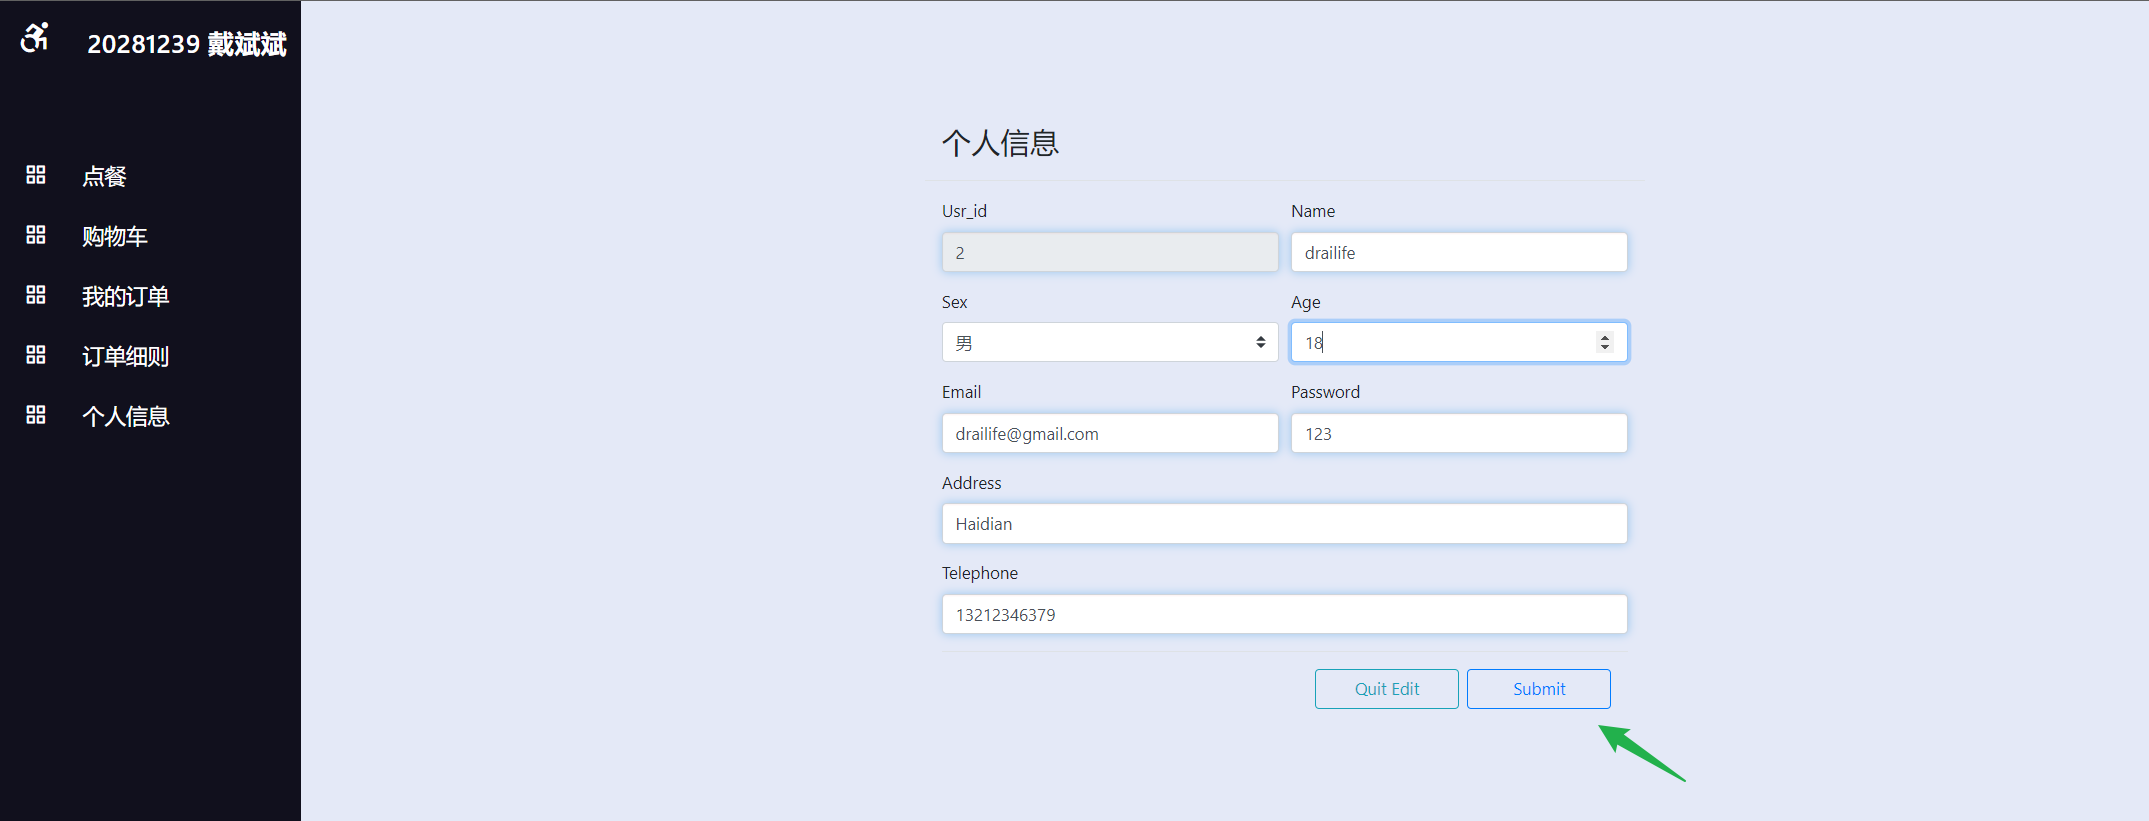 20281239 戴斌斌
点餐
购物车
我的订单
订单细则
个人信息
个人信息
Usr_id
Name
2
drailife
Sex
Age
男
18
Email
Password
drailife@gmail.com
123
Address
Haidian
Telephone
13212346379
Quit Edit
Submit